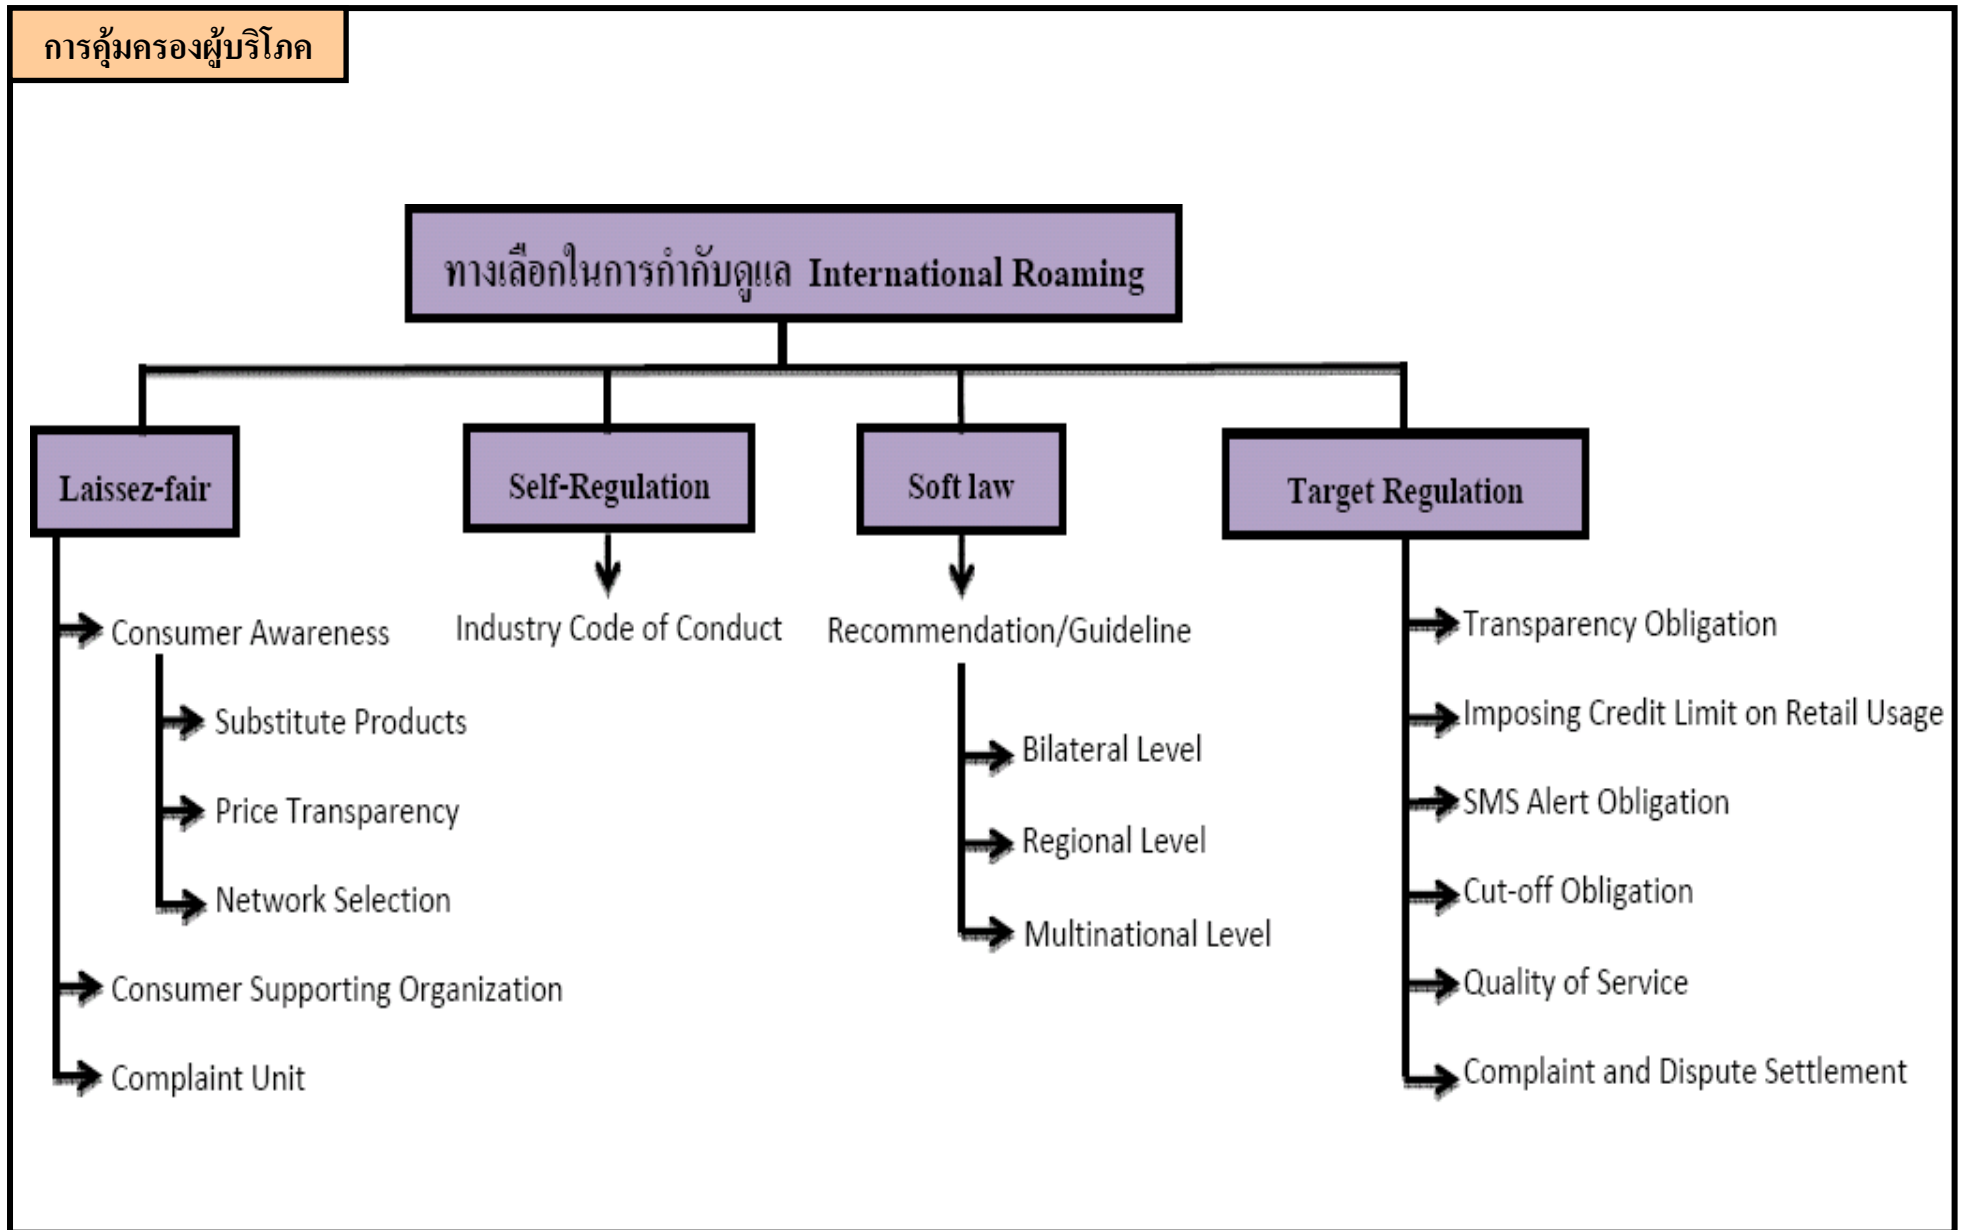 การคุ้มครองผู้บริโภค
ทางเลือกในการกำกับดูแล International Roaming
Laissez-fair
Self-Regulation
Soft law
Target Regulation
Consumer Awareness
Substitute Products
Price Transparency
Network Selection
Consumer Supporting Organization
Complaint Unit
Industry Code of Conduct
Recommendation/Guideline
Bilateral Level
Regional Level
Multinational Level
Transparency Obligation
Imposing Credit Limit on Retail Usage
SMS Alert Obligation
Cut-off Obligation
Quality of Service
Complaint and Dispute Settlement